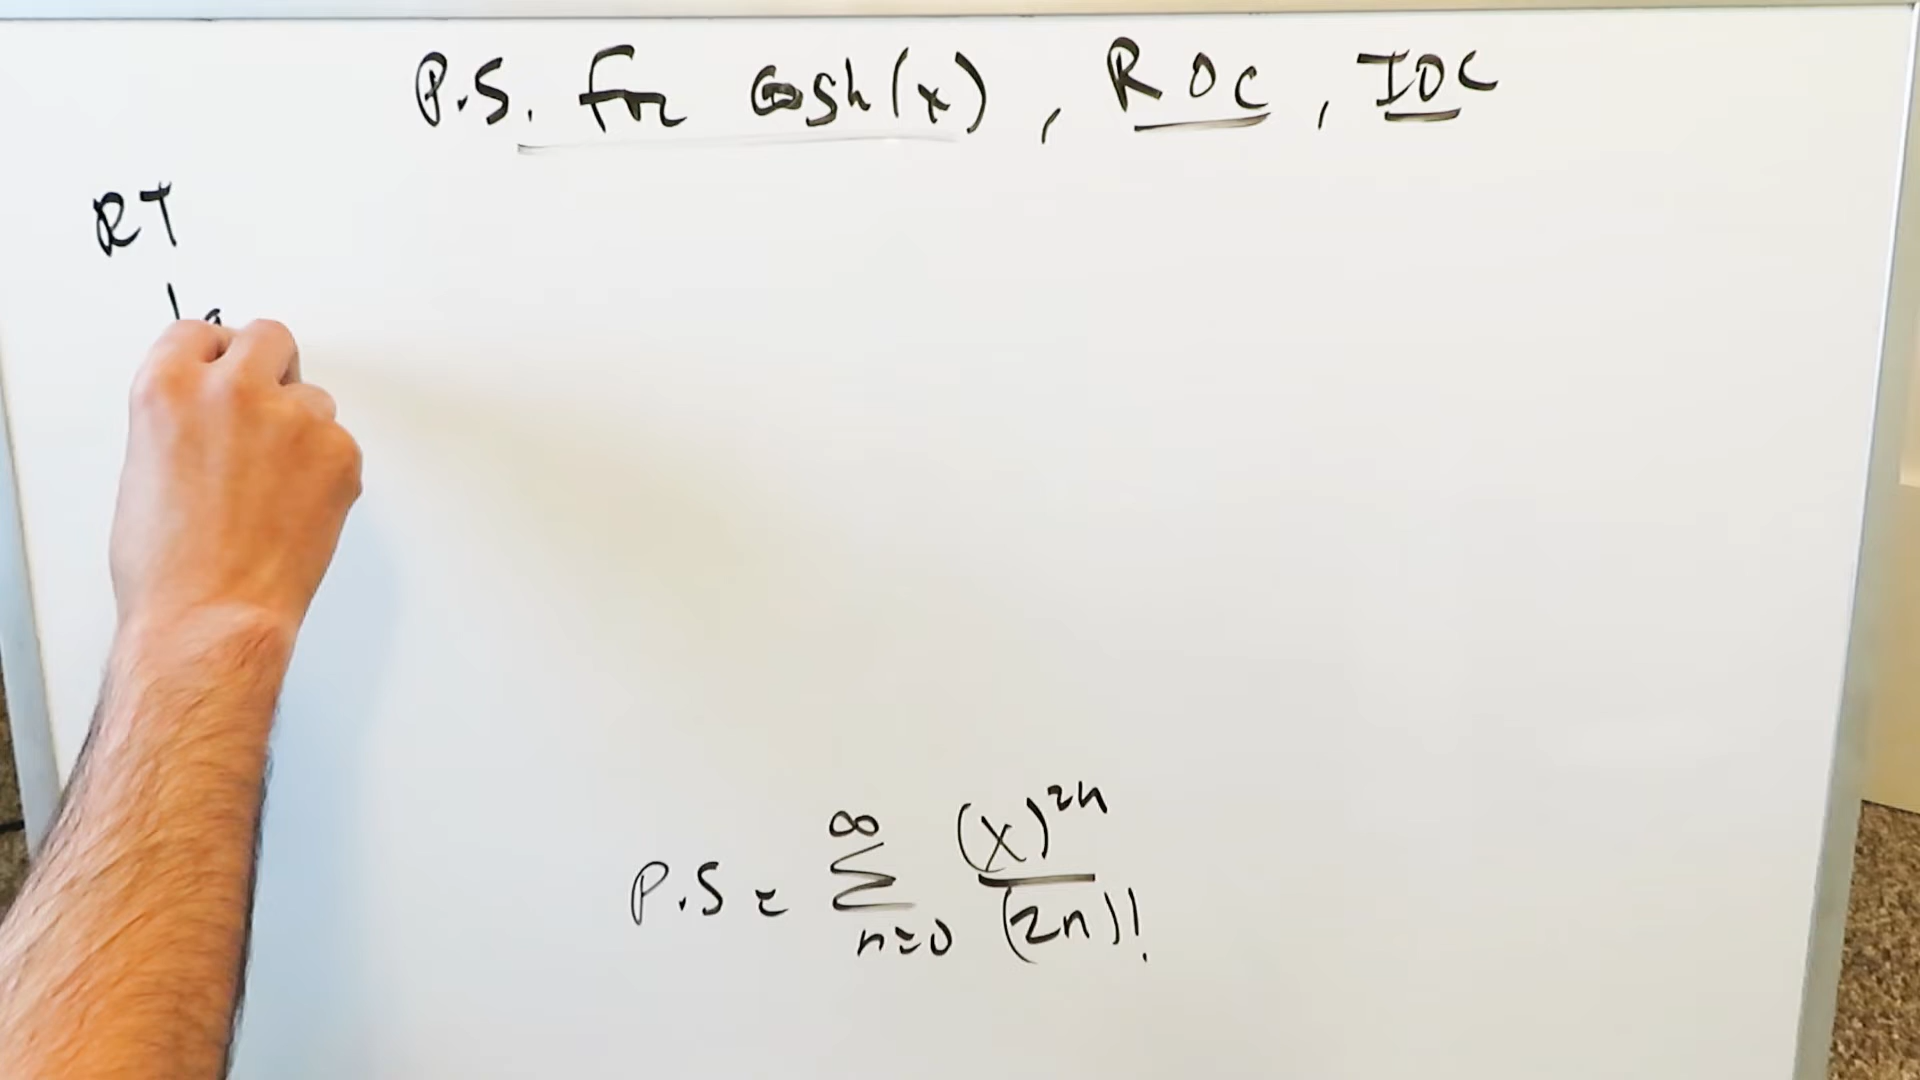 P.S. for cosh(x), ROC, IOC
RT
P.S = ∞ Σ n=0 (x)^2n / (2n)!